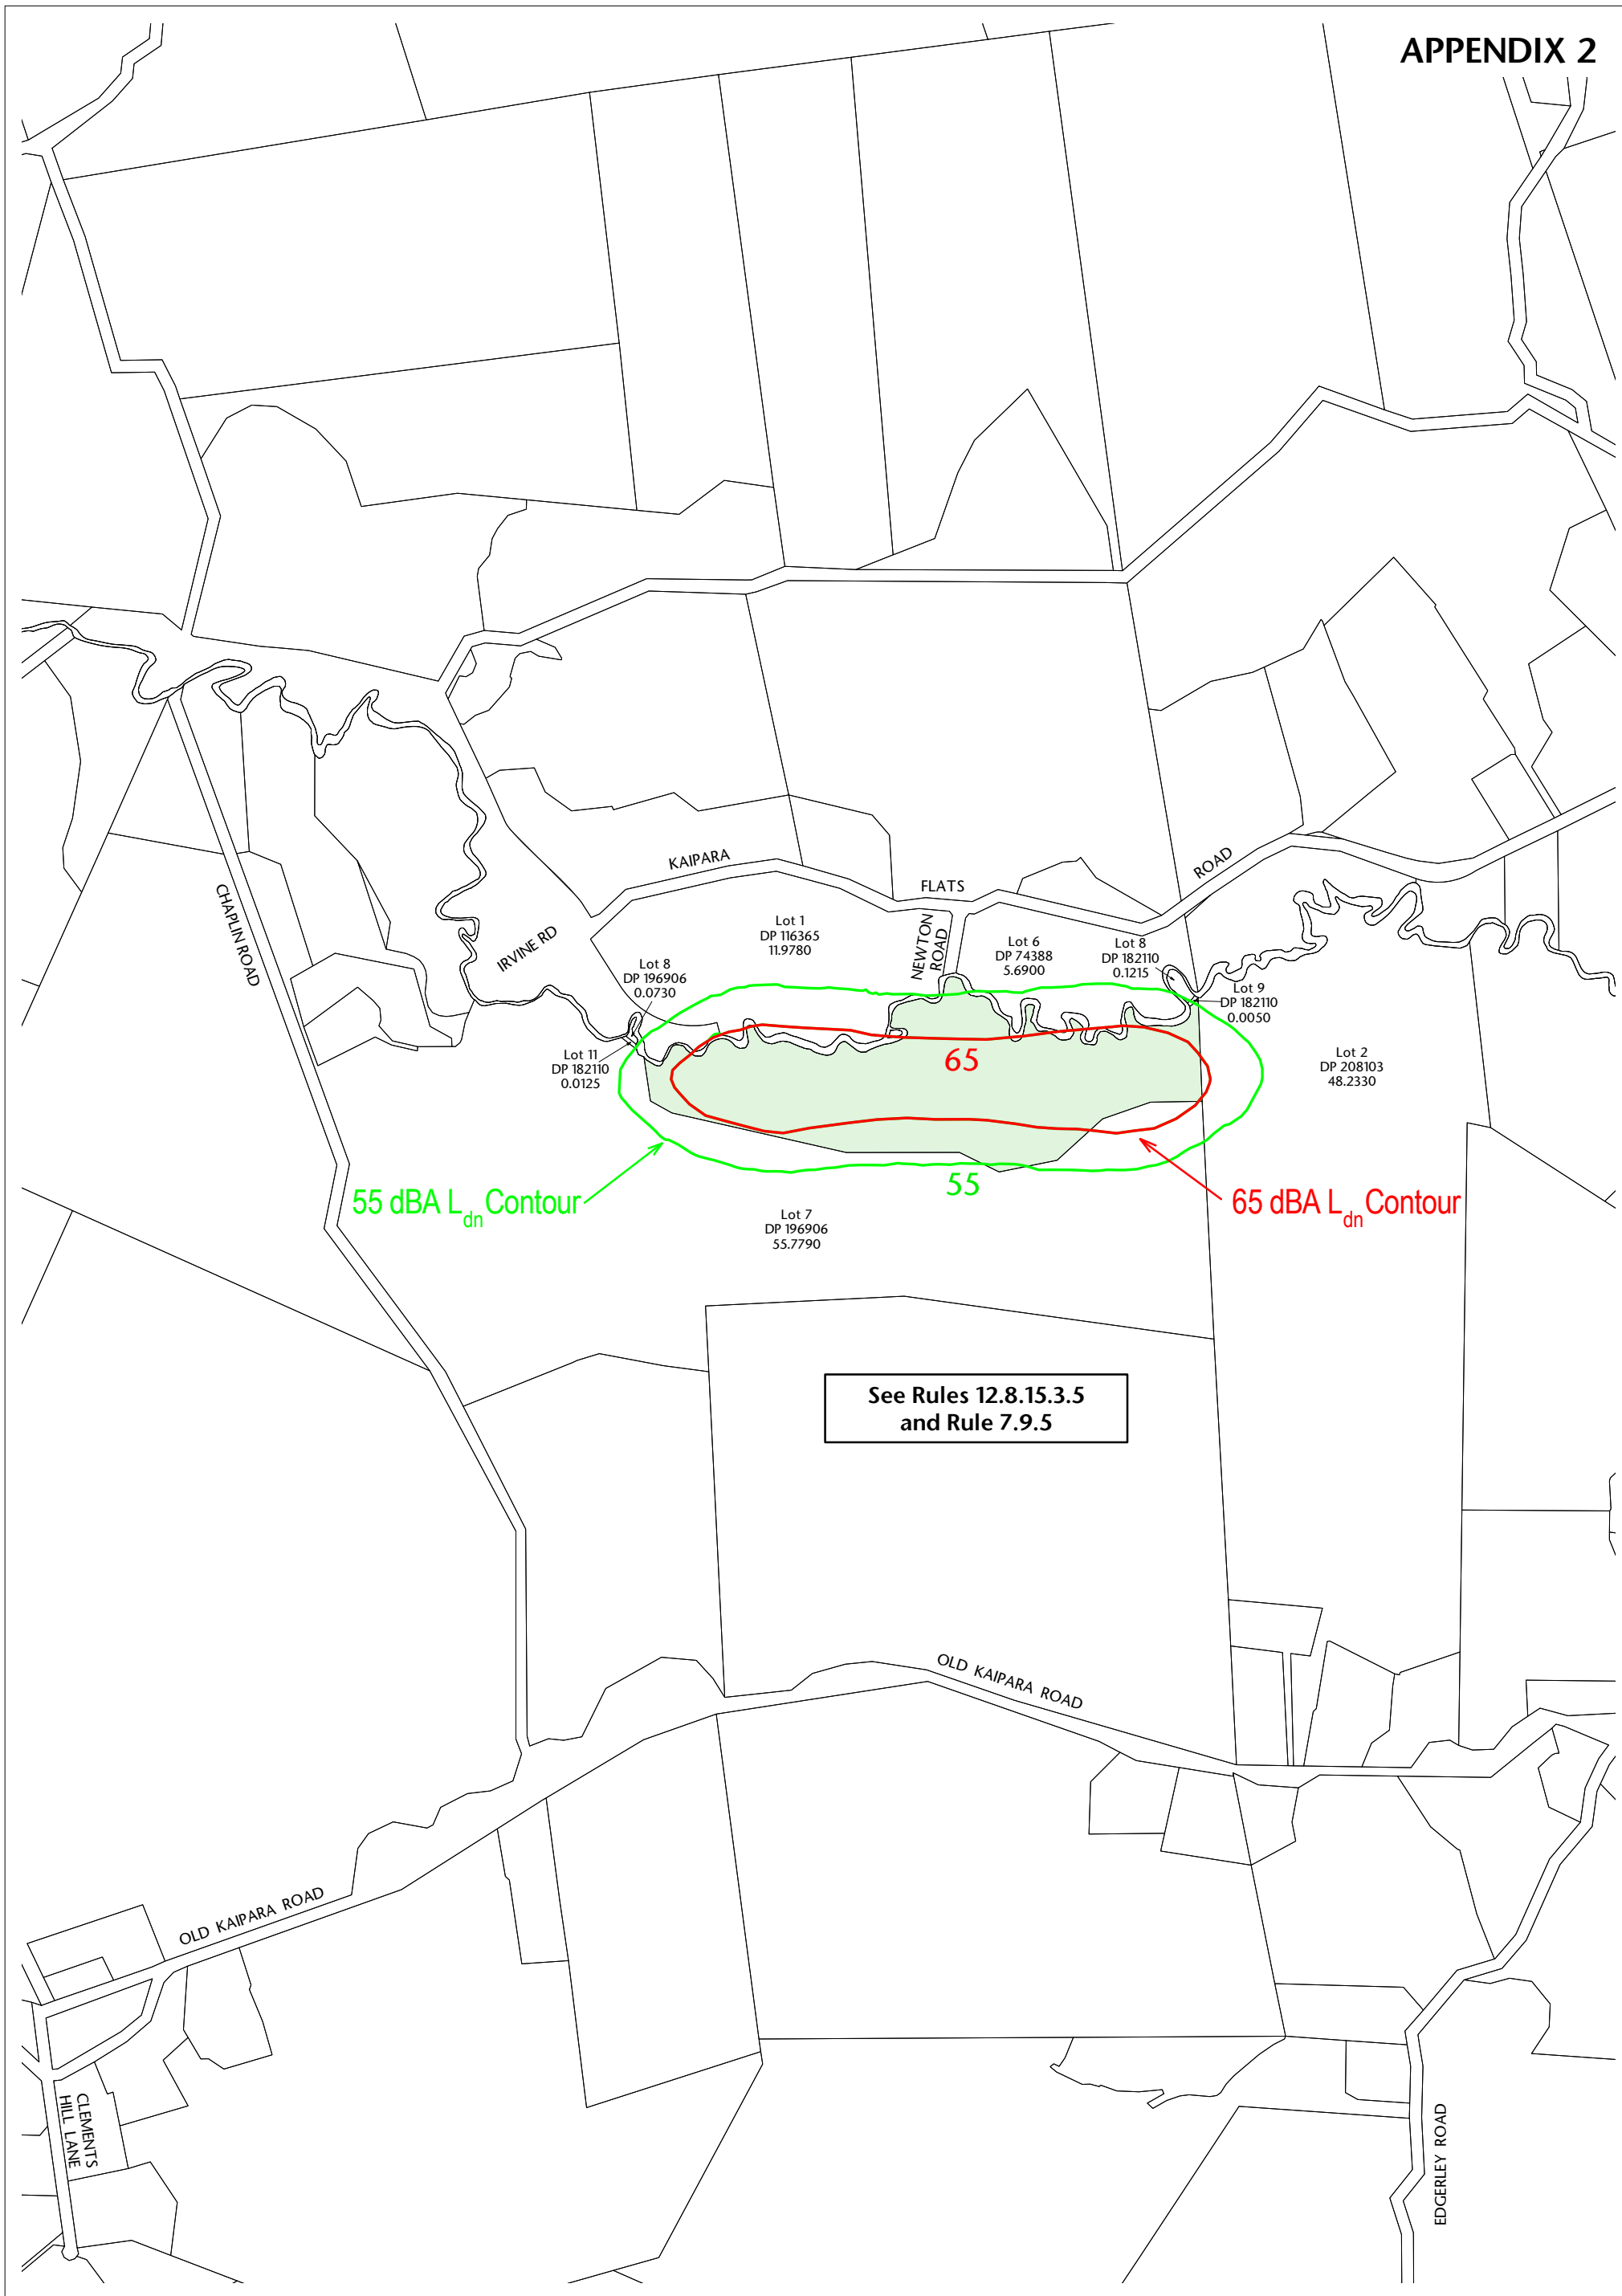 APPENDIX 2
KAIPARA
FLATS
ROAD
CHAPLIN ROAD
IRVINE RD
NEWTON
ROAD
Lot 1
DP 116365
11.9780
Lot 6
DP 74388
5.6900
Lot 8
DP 182110
0.1215
Lot 8
DP 196906
0.0730
Lot 9
DP 182110
0.0050
Lot 11
DP 182110
0.0125
Lot 2
DP 208103
48.2330
65
55
55 dBA Ldn Contour
65 dBA Ldn Contour
Lot 7
DP 196906
55.7790
See Rules 12.8.15.3.5
and Rule 7.9.5
OLD KAIPARA ROAD
OLD KAIPARA ROAD
CLEMENTS
HILL LANE
EDGERLEY ROAD